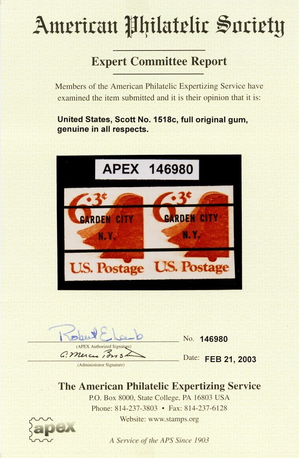 American Philatelic Society
Expert Committee Report
Members of the American Philatelic Expertizing Service have
examined the item submitted and it is their opinion that it is:
United States, Scott No. 1518c, full original gum,
genuine in all respects.
APEX 146980
6.3¢ 6.3¢
GARDEN CITY GARDEN CITY
N.Y. N.Y.
U.S. Postage U.S. Postage
Robert E Lamb
(APEX Authorized Signature)
No. 146980
(Administrator Signature)
Date: FEB 21, 2003
The American Philatelic Expertizing Service
P.O. Box 8000, State College, PA 16803 USA
Phone: 814-237-3803 • Fax: 814-237-6128
Website: www.stamps.org
apex
A Service of the APS Since 1903